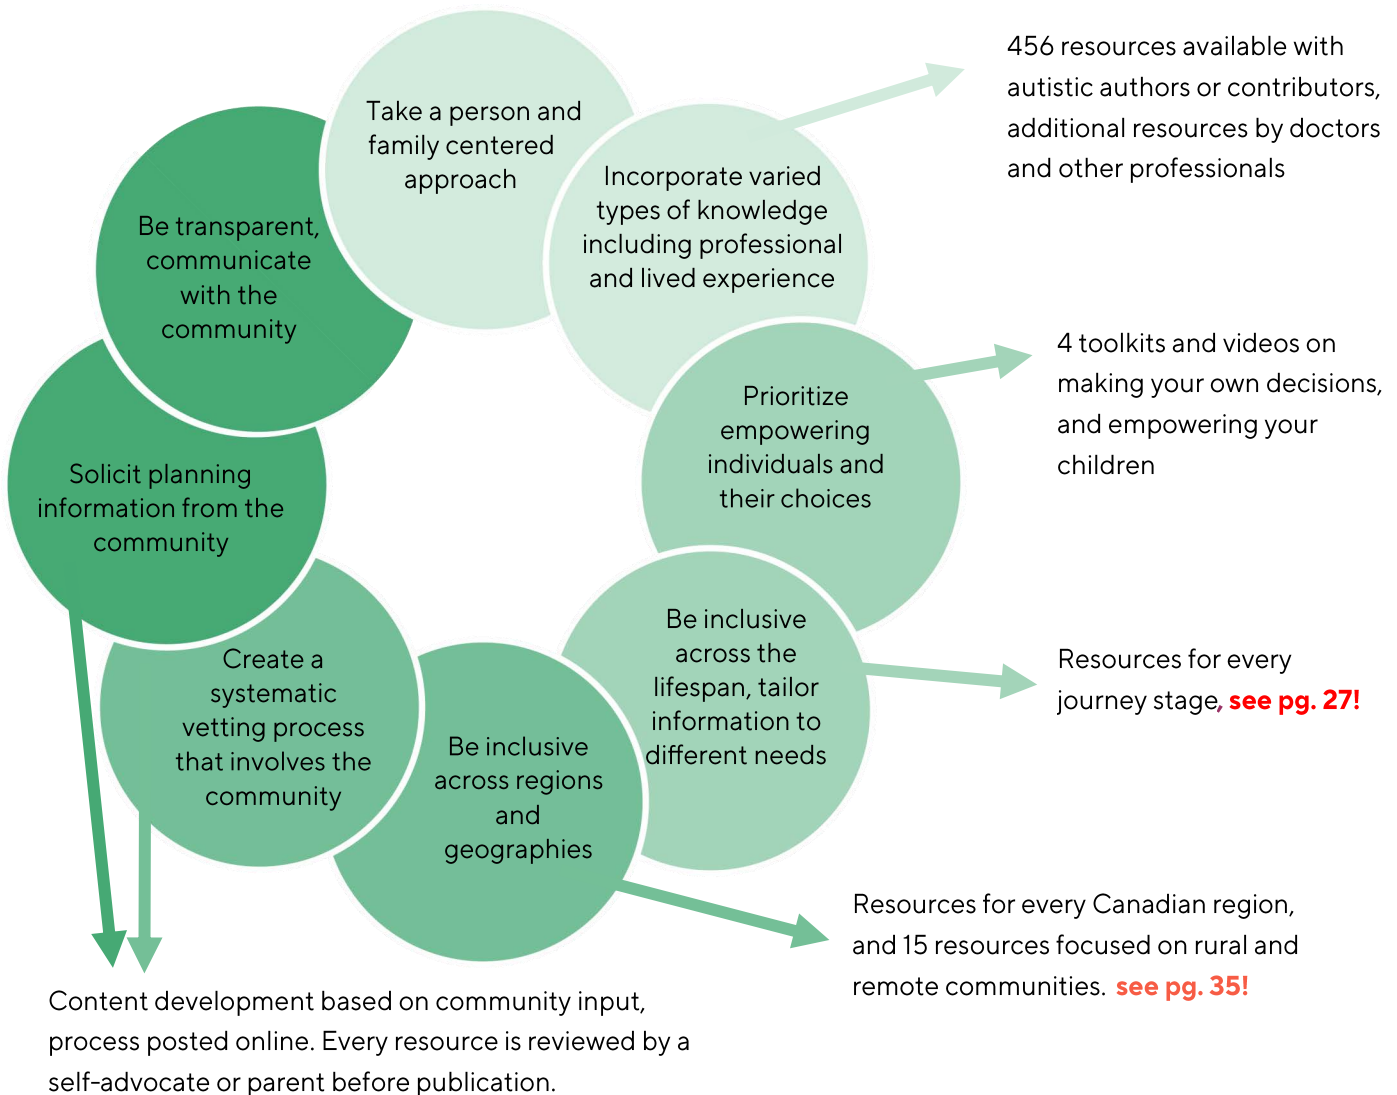 Take a person and
family centered
approach
Incorporate varied
types of knowledge
including professional
and lived experience
456 resources available with
autistic authors or contributors,
additional resources by doctors
and other professionals
Prioritize
empowering
individuals and
their choices
4 toolkits and videos on
making your own decisions,
and empowering your
children
Be inclusive
across the
lifespan, tailor
information to
different needs
Resources for every
journey stage, see pg. 27!
Be inclusive
across regions
and
geographies
Resources for every Canadian region,
and 15 resources focused on rural and
remote communities. see pg. 35!
Create a
systematic
vetting process
that involves the
community
Solicit planning
information from the
community
Content development based on community input,
process posted online. Every resource is reviewed by a
self-advocate or parent before publication.
Be transparent,
communicate
with the
community